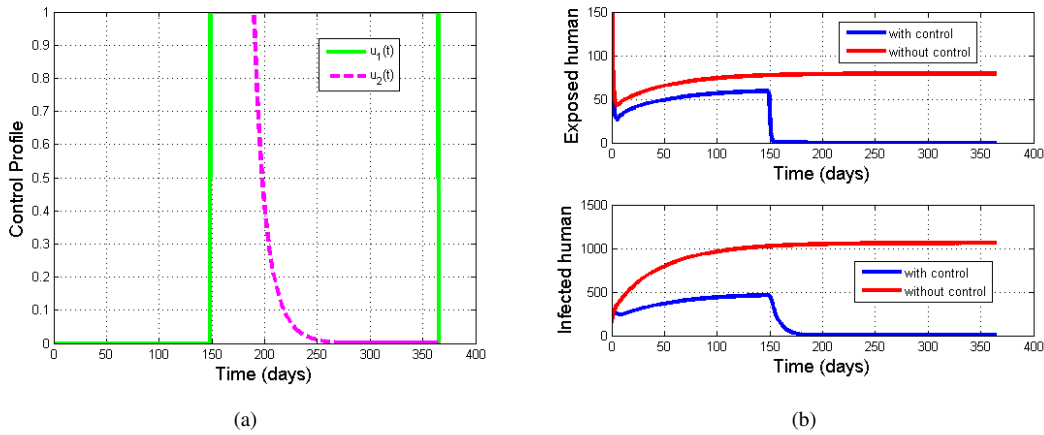 Control Profile
1
0.9
0.8
0.7
0.6
0.5
0.4
0.3
0.2
0.1
0
u1(t)
u2(t)
0 50 100 150 200 250 300 350 400
Time (days)
(a)
Exposed human
150
100
50
0
with control
without control
0 50 100 150 200 250 300 350 400
Time (days)
Infected human
1500
1000
500
0
with control
without control
0 50 100 150 200 250 300 350 400
Time (days)
(b)